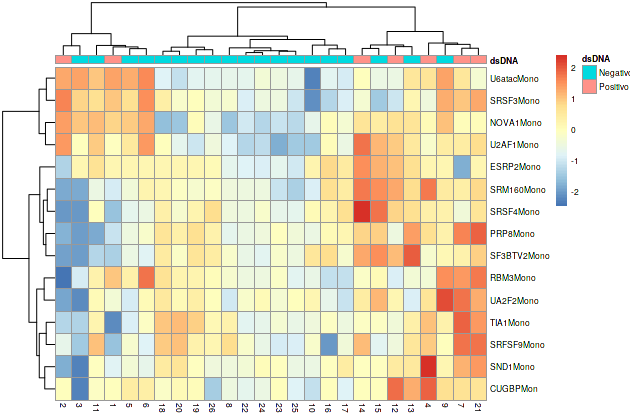 dsDNA
U6atacMono
SRSF3Mono
NOVA1Mono
U2AF1Mono
ESRP2Mono
SRM160Mono
SRSF4Mono
PRP8Mono
SF3BTV2Mono
RBM3Mono
UA2F2Mono
TIA1Mono
SRFSF9Mono
SND1Mono
CUGBPMon
2 3 11 1 5 6 18 20 19 26 8 22 24 23 25 10 16 17 14 15 12 13 4 9 7 21
2
1
0
-1
-2
dsDNA
Negativo
Positivo